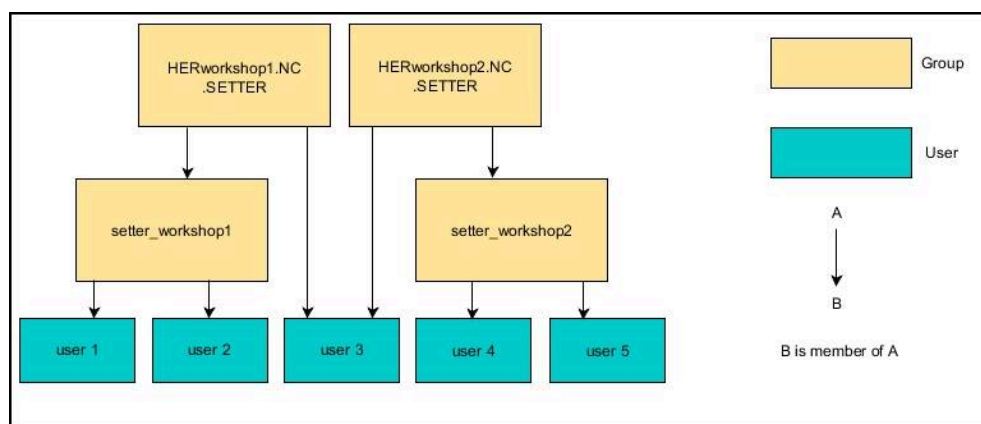 HERworkshop1.NC
.SETTER
HERworkshop2.NC
.SETTER
Group
User
setter_workshop1
setter_workshop2
A
B
user 1
user 2
user 3
user 4
user 5
B is member of A